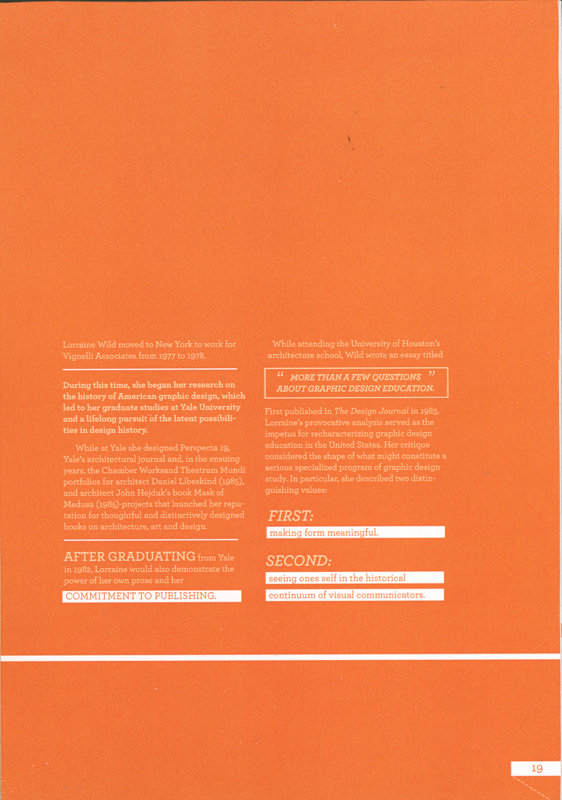 Lorraine Wild moved to New York to work for
Vignelli Associates from 1977 to 1978.
During this time, she began her research on
the history of American graphic design, which
led to her graduate studies at Yale University
and a lifelong pursuit of the latent possibili-
ties in design history.
While at Yale she designed Perspecta 19,
Yale's architectural journal and, in the ensuing
years, the Chamber Worksand Theatrum Mundi
portfolios for architect Daniel Libeskind (1985),
and architect John Hejduk's book Mask of
Medusa (1985)-projects that launched her repu-
tation for thoughtful and distinctively designed
books on architecture, art and design.
AFTER GRADUATING from Yale
in 1982, Lorraine would also demonstrate the
power of her own prose and her
COMMITMENT TO PUBLISHING.
While attending the University of Houston's
architecture school, Wild wrote an essay titled
“ MORE THAN A FEW QUESTIONS ”
ABOUT GRAPHIC DESIGN EDUCATION.
First published in The Design Journal in 1983,
Lorraine's provocative analysis served as the
impetus for recharacterizing graphic design
education in the United States. Her critique
considered the shape of what might constitute a
serious specialized program of graphic design
study. In particular, she described two distin-
guishing values:
FIRST:
making form meaningful.
SECOND:
seeing ones self in the historical
continuum of visual communicators.
19